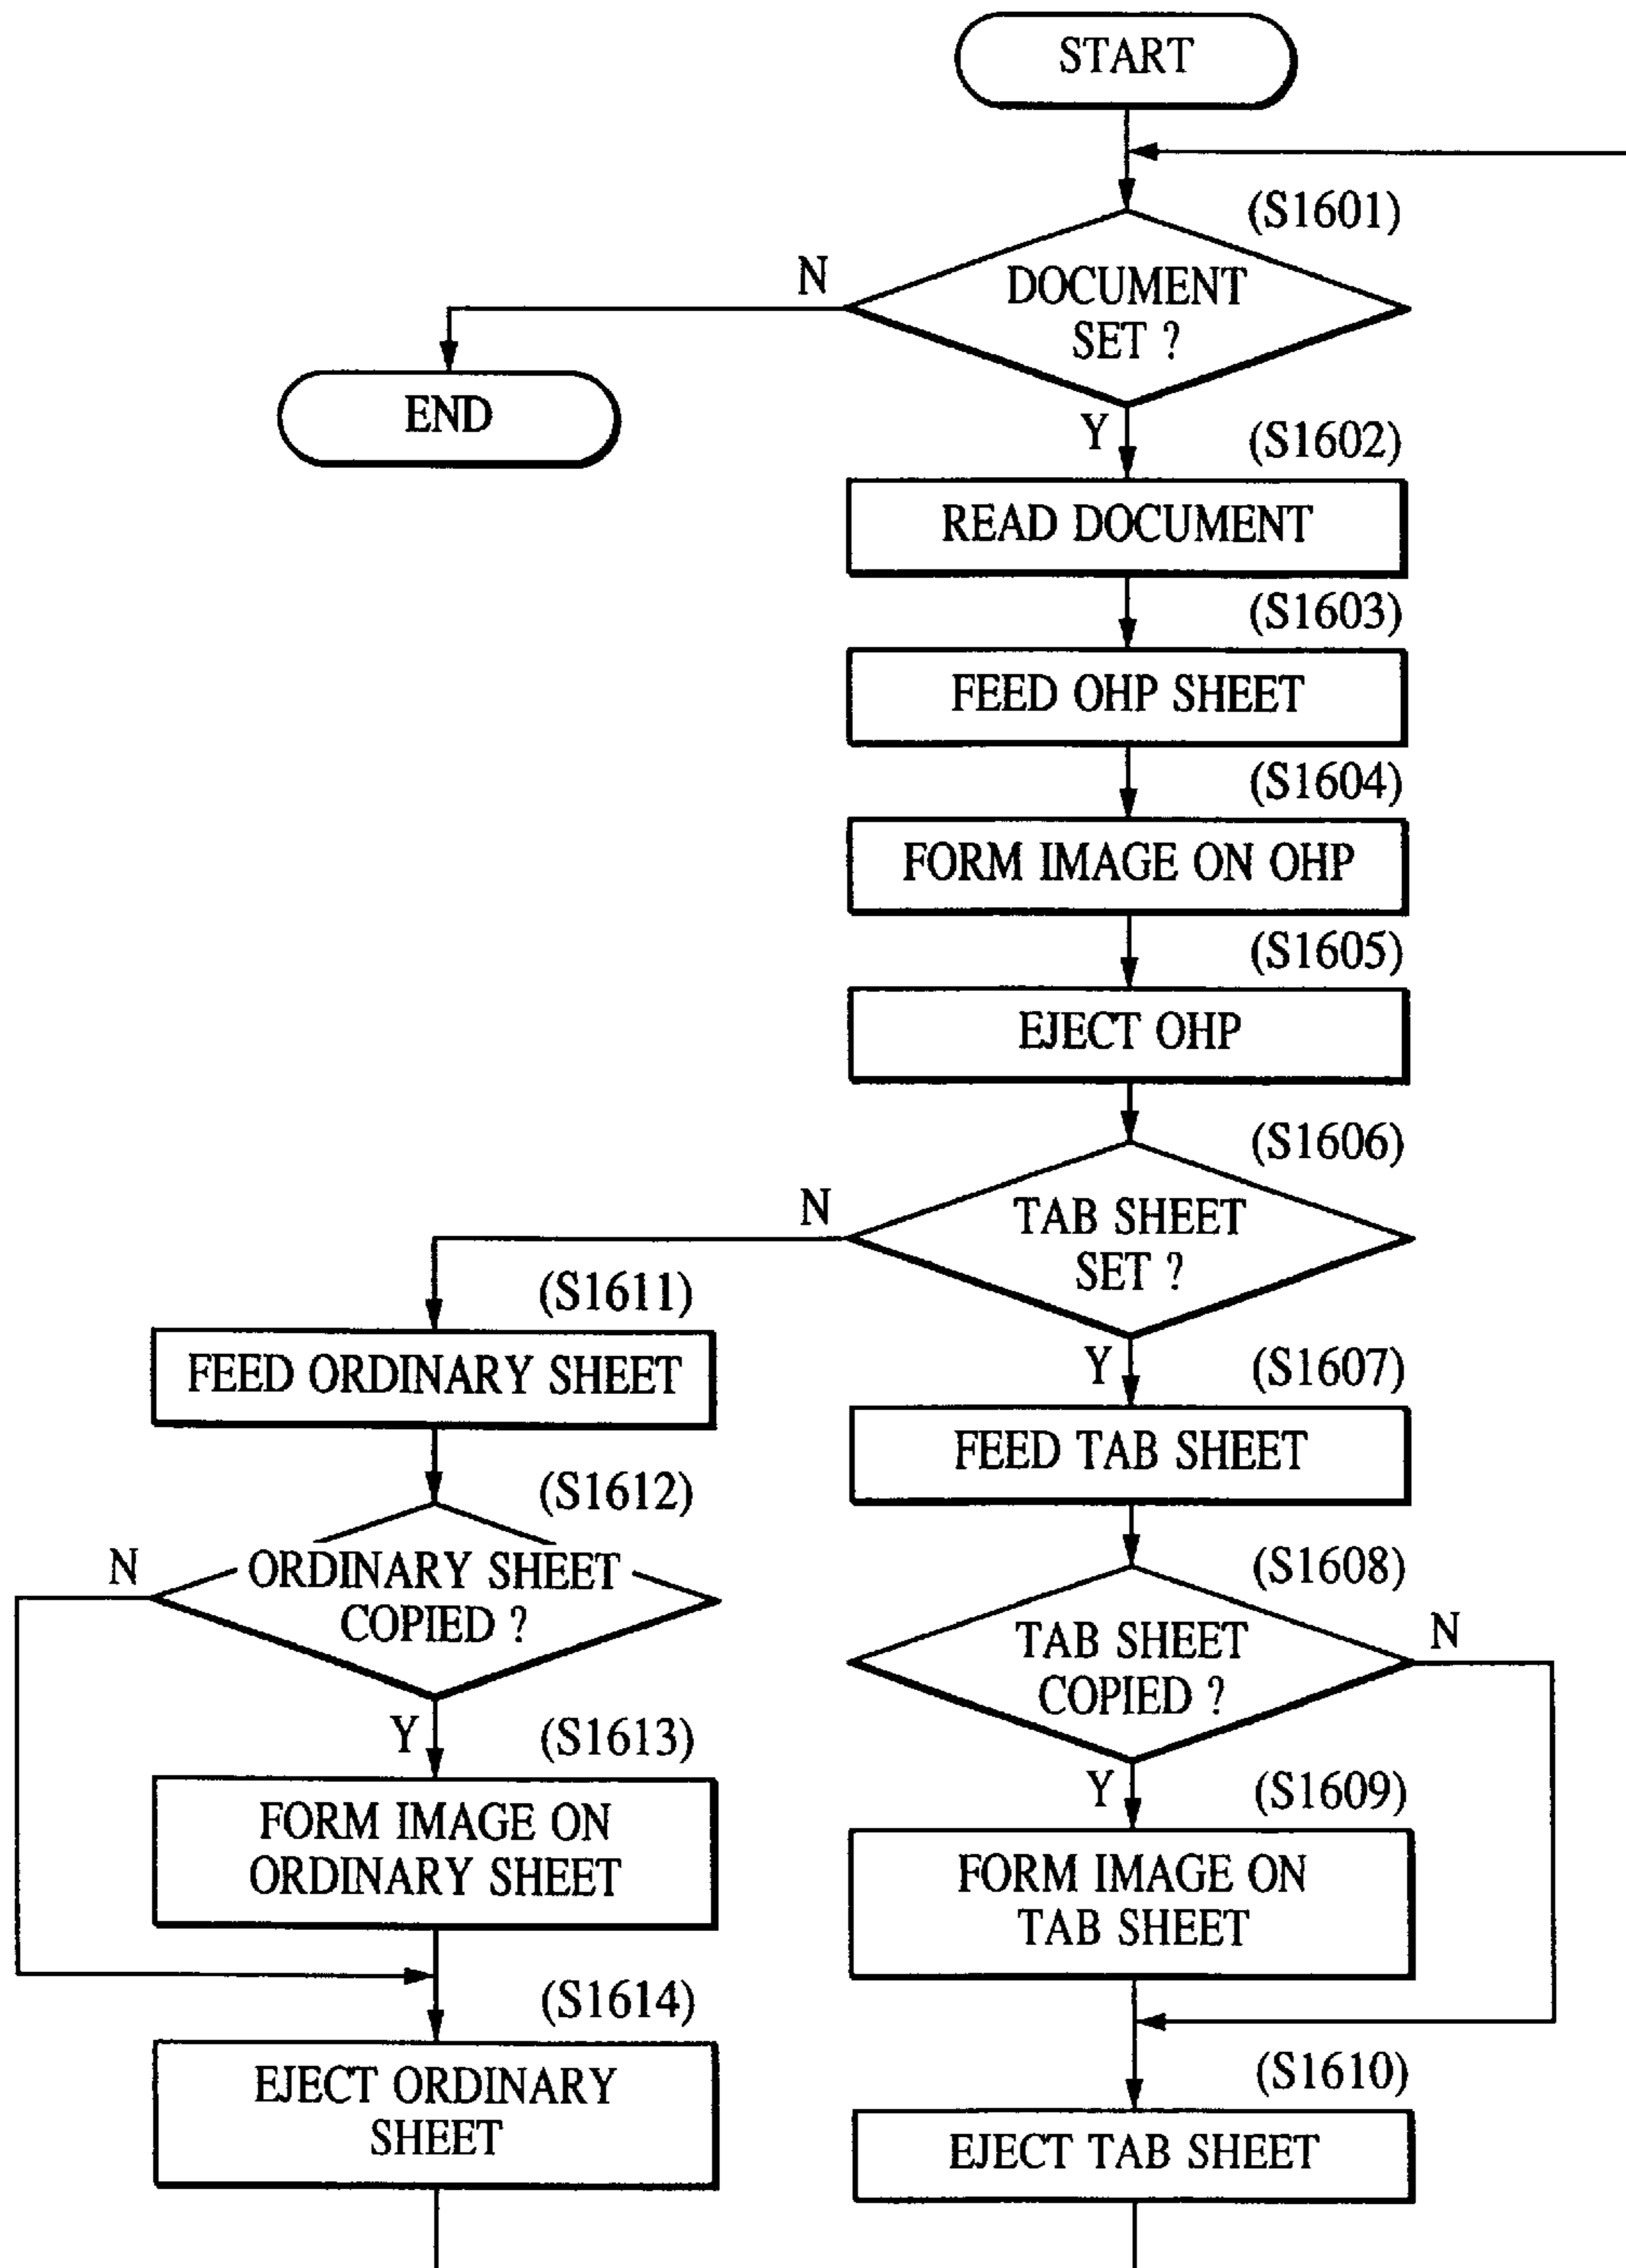 START
(S1601)
N
DOCUMENT
SET ?
END
Y
(S1602)
READ DOCUMENT
(S1603)
FEED OHP SHEET
(S1604)
FORM IMAGE ON OHP
(S1605)
EJECT OHP
(S1606)
N
TAB SHEET
SET ?
(S1611)
FEED ORDINARY SHEET
Y
(S1607)
FEED TAB SHEET
(S1612)
N
ORDINARY SHEET
COPIED ?
(S1608)
TAB SHEET
COPIED ?
N
Y
(S1613)
FORM IMAGE ON
ORDINARY SHEET
Y
(S1609)
FORM IMAGE ON
TAB SHEET
(S1614)
EJECT ORDINARY
SHEET
(S1610)
EJECT TAB SHEET